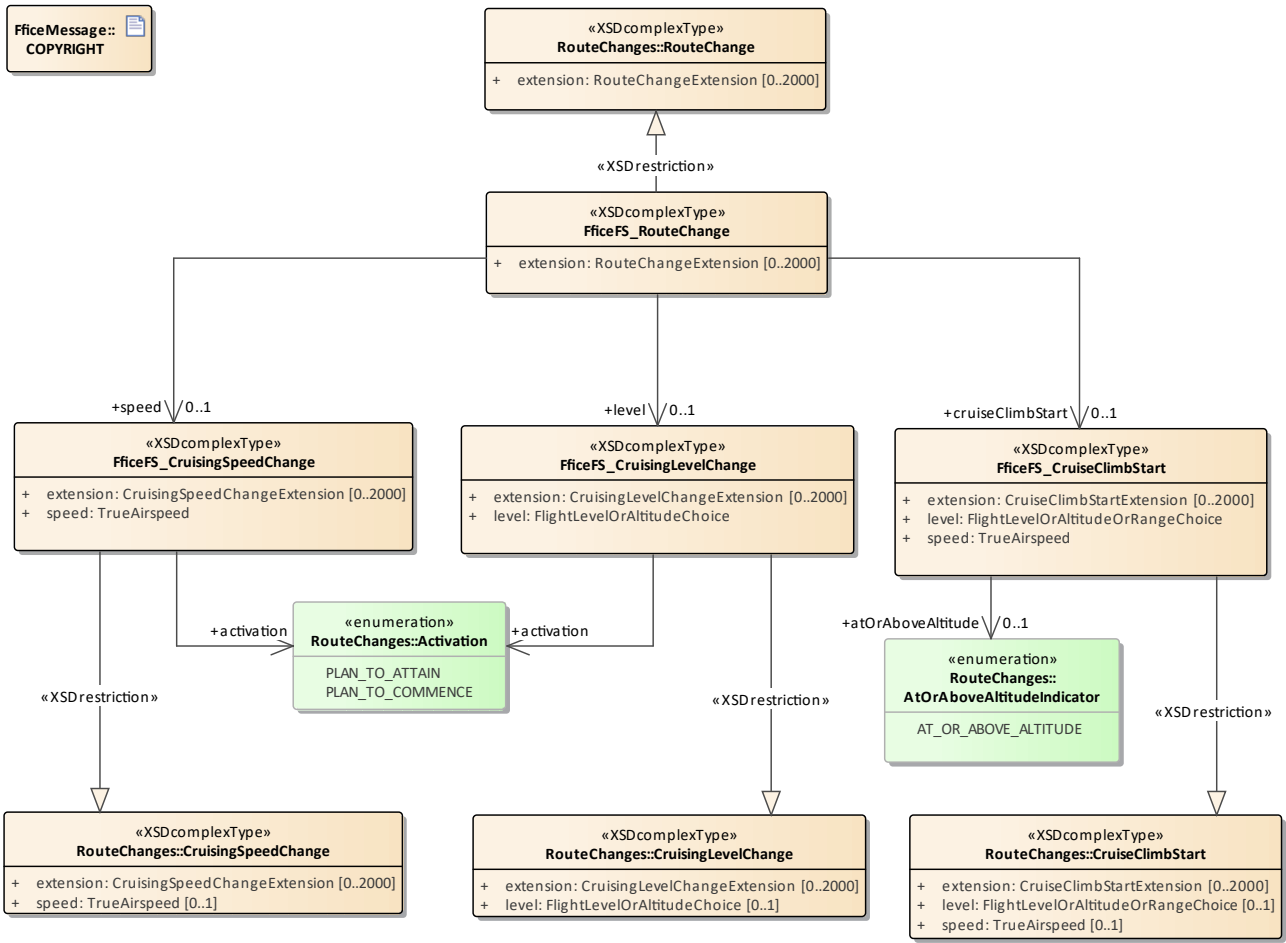 FficeMessage::
COPYRIGHT
«XSDcomplexType»
RouteChanges::RouteChange
+ extension: RouteChangeExtension [0..2000]
«XSDrestriction»
«XSDcomplexType»
FficeFS_RouteChange
+ extension: RouteChangeExtension [0..2000]
+speed 0..1
+level 0..1
+cruiseClimbStart 0..1
«XSDcomplexType»
FficeFS_CruisingSpeedChange
+ extension: CruisingSpeedChangeExtension [0..2000]
+ speed: TrueAirspeed
«XSDcomplexType»
FficeFS_CruisingLevelChange
+ extension: CruisingLevelChangeExtension [0..2000]
+ level: FlightLevelOrAltitudeChoice
«XSDcomplexType»
FficeFS_CruiseClimbStart
+ extension: CruiseClimbStartExtension [0..2000]
+ level: FlightLevelOrAltitudeOrRangeChoice
+ speed: TrueAirspeed
+activation
«enumeration»
RouteChanges::Activation
PLAN_TO_ATTAIN
PLAN_TO_COMMENCE
+activation
+atOrAboveAltitude 0..1
«enumeration»
RouteChanges::
AtOrAboveAltitudeIndicator
AT_OR_ABOVE_ALTITUDE
«XSDrestriction»
«XSDrestriction»
«XSDrestriction»
«XSDcomplexType»
RouteChanges::CruisingSpeedChange
+ extension: CruisingSpeedChangeExtension [0..2000]
+ speed: TrueAirspeed [0..1]
«XSDcomplexType»
RouteChanges::CruisingLevelChange
+ extension: CruisingLevelChangeExtension [0..2000]
+ level: FlightLevelOrAltitudeChoice [0..1]
«XSDcomplexType»
RouteChanges::CruiseClimbStart
+ extension: CruiseClimbStartExtension [0..2000]
+ level: FlightLevelOrAltitudeOrRangeChoice [0..1]
+ speed: TrueAirspeed [0..1]